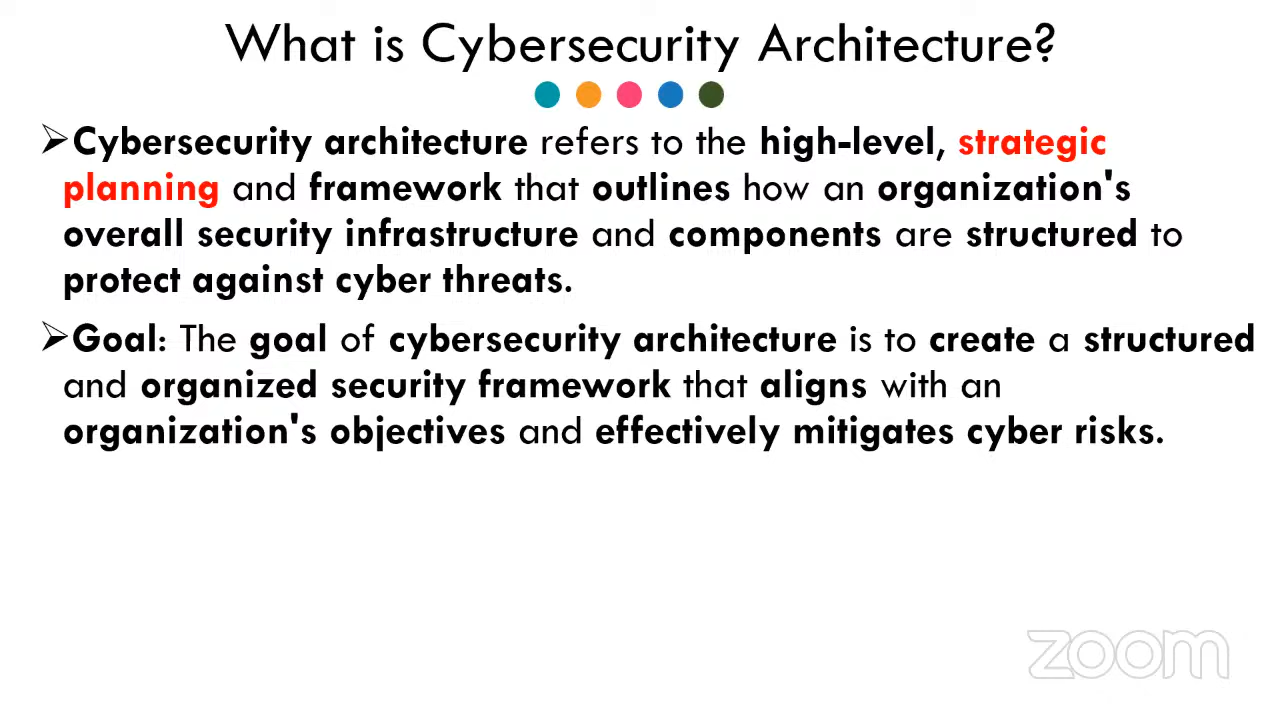 What is Cybersecurity Architecture?
➢Cybersecurity architecture refers to the high-level, strategic
planning and framework that outlines how an organization's
overall security infrastructure and components are structured to
protect against cyber threats.
➢Goal: The goal of cybersecurity architecture is to create a structured
and organized security framework that aligns with an
organization's objectives and effectively mitigates cyber risks.
zoom